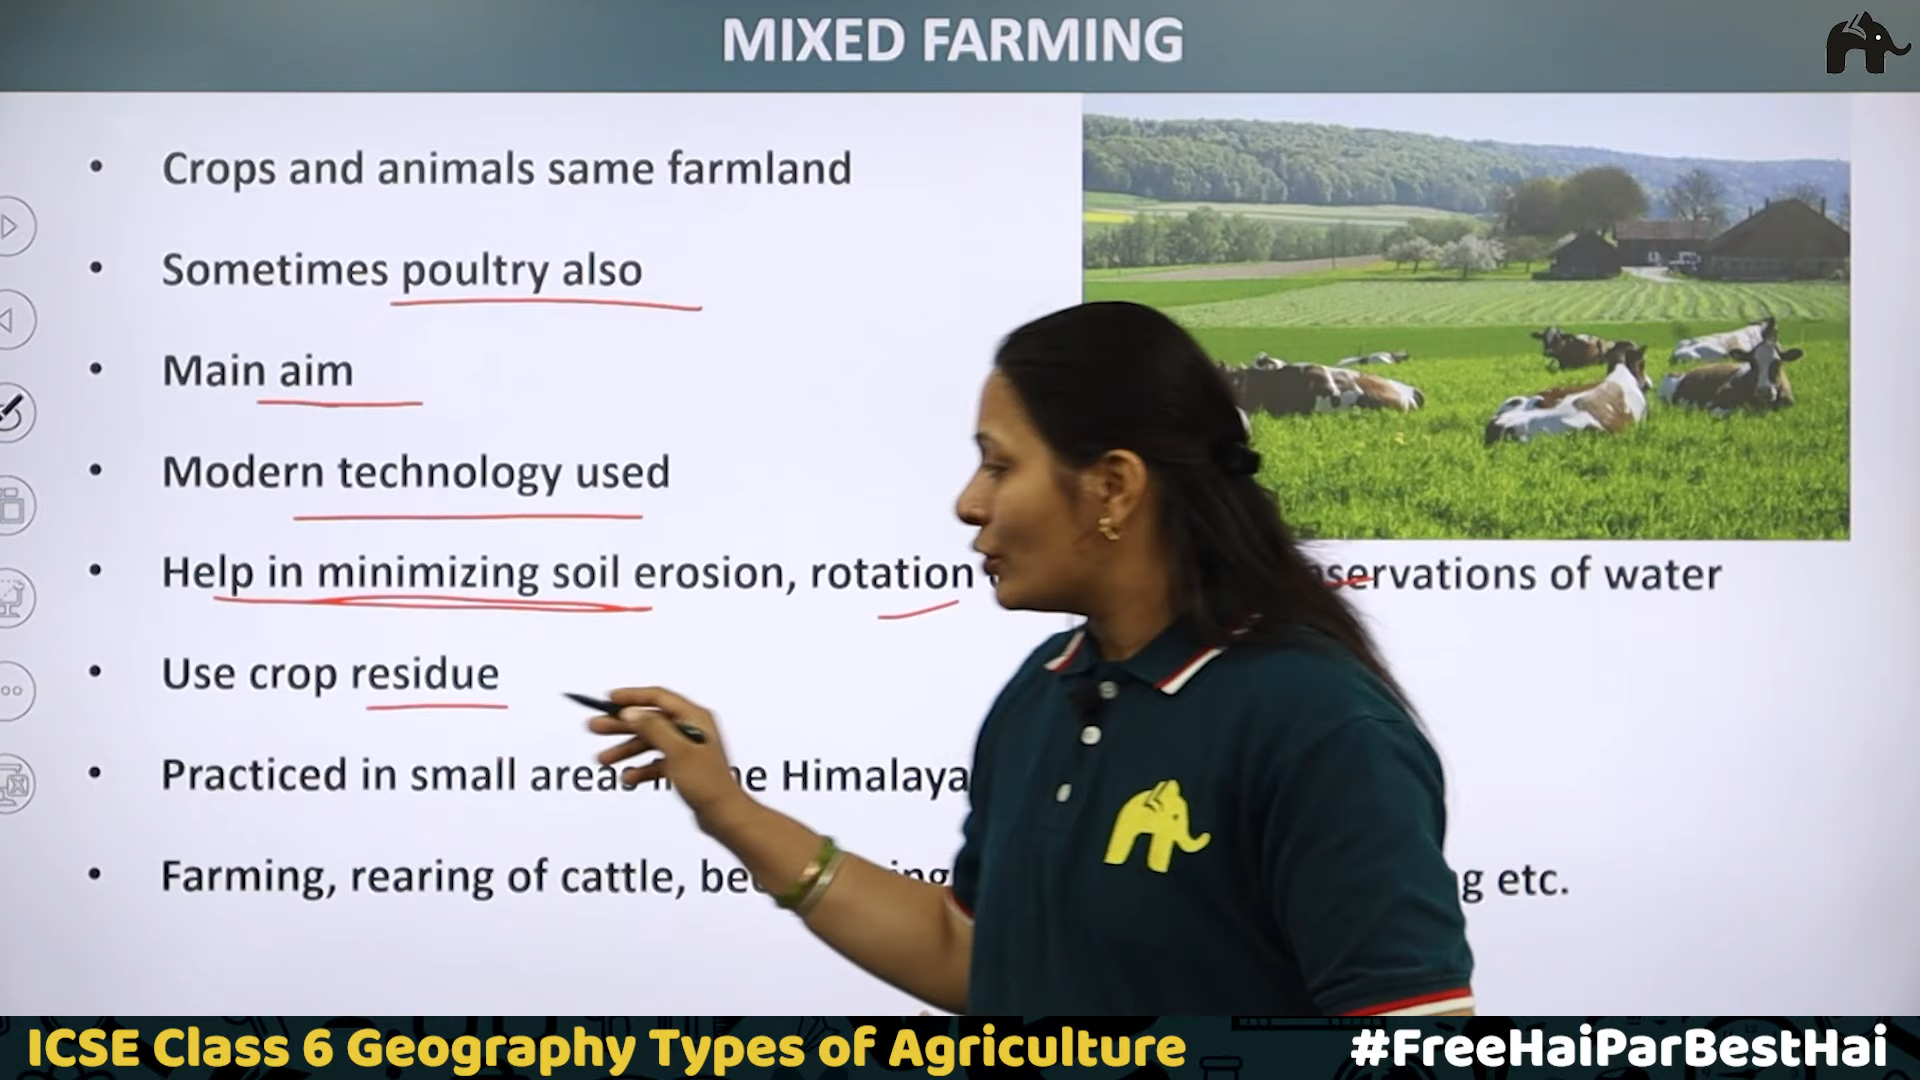 MIXED FARMING
• Crops and animals same farmland
• Sometimes poultry also
• Main aim
• Modern technology used
• Help in minimizing soil erosion, rotation servations of water
• Use crop residue
• Practiced in small areas Himalaya
• Farming, rearing of cattle, etc.
ICSE Class 6 Geography Types of Agriculture
#FreeHaiParBestHai